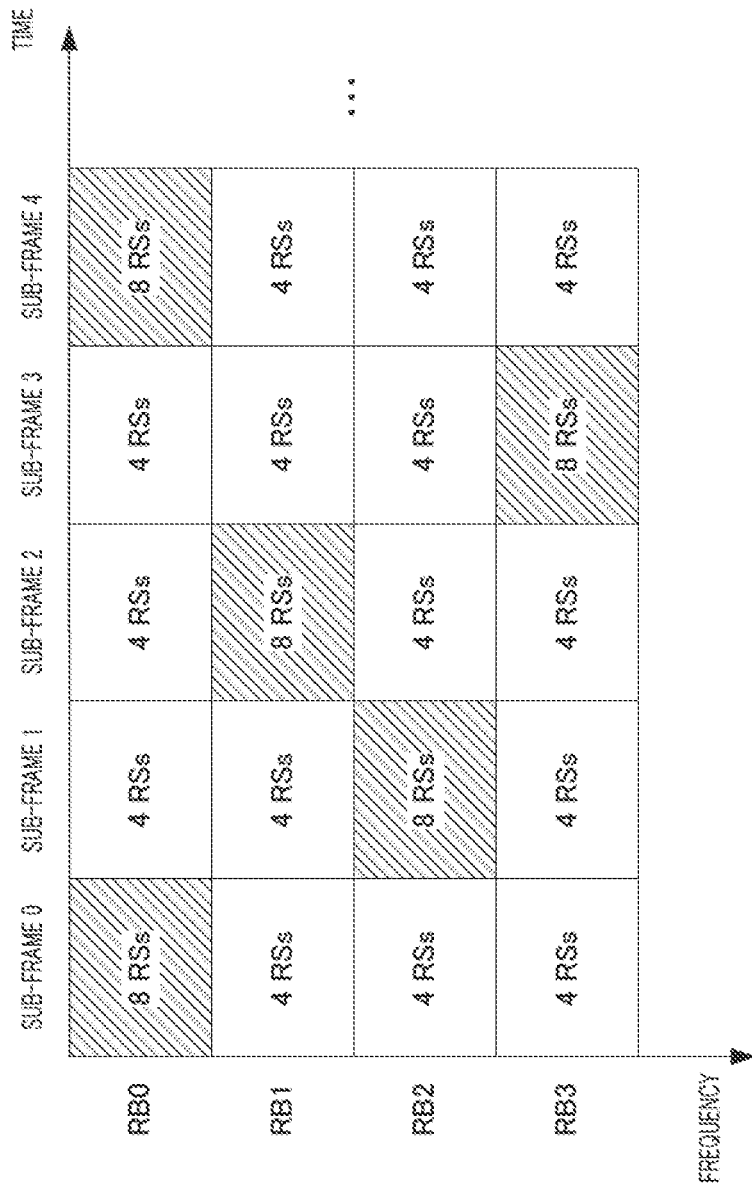 TIME
SUB-FRAME 0 SUB-FRAME 1 SUB-FRAME 2 SUB-FRAME 3 SUB-FRAME 4
RB0 8 RSs 4 RSs 4 RSs 4 RSs 8 RSs
RB1 4 RSs 4 RSs 8 RSs 4 RSs 4 RSs ...
RB2 4 RSs 8 RSs 4 RSs 4 RSs 4 RSs
RB3 4 RSs 4 RSs 4 RSs 8 RSs 4 RSs
FREQUENCY